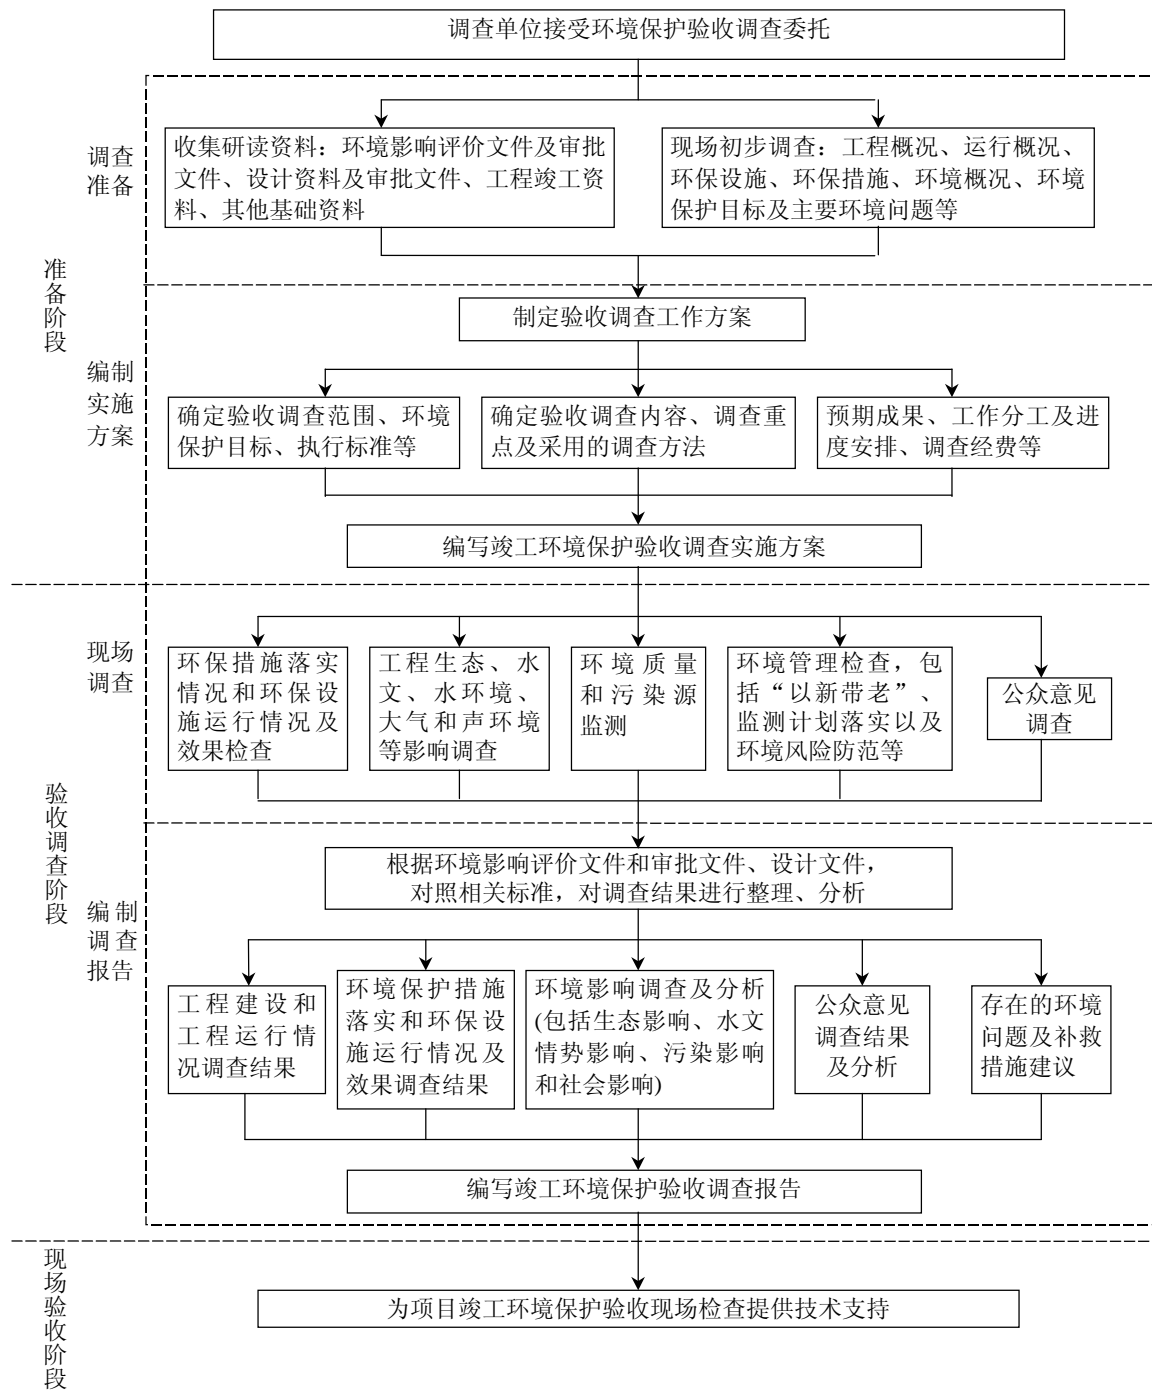 调查单位接受环境保护验收调查委托
调查
准备
收集研读资料：环境影响评价文件及审批
文件、设计资料及审批文件、工程竣工资
料、其他基础资料
现场初步调查：工程概况、运行概况、
环保设施、环保措施、环境概况、环境
保护目标及主要环境问题等
准备阶段
制定验收调查工作方案
编制
实施
方案
确定验收调查范围、环境
保护目标、执行标准等
确定验收调查内容、调查重
点及采用的调查方法
预期成果、工作分工及进
度安排、调查经费等
编写竣工环境保护验收调查实施方案
现场
调查
环保措施落实
情况和环保设
施运行情况及
效果检查
工程生态、水
文、水环境、
大气和声环境
等影响调查
环境质量
和污染源
监测
环境管理检查，包
括“以新带老”、
监测计划落实以及
环境风险防范等
公众意见
调查
验收调查阶段
根据环境影响评价文件和审批文件、设计文件，
对照相关标准，对调查结果进行整理、分析
编制
调查
报告
工程建设和
工程运行情
况调查结果
环境保护措施
落实和环保设
施运行情况及
效果调查结果
环境影响调查及分析
(包括生态影响、水文
情势影响、污染影响
和社会影响)
公众意见
调查结果
及分析
存在的环境
问题及补救
措施建议
编写竣工环境保护验收调查报告
现场验收阶段
为项目竣工环境保护验收现场检查提供技术支持